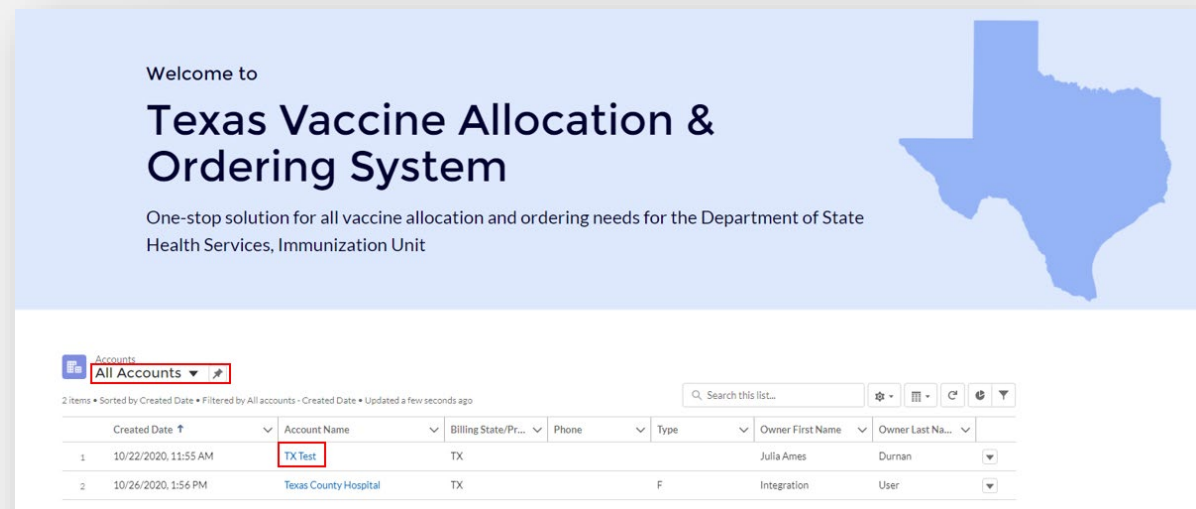 Welcome to
Texas Vaccine Allocation &
Ordering System
One-stop solution for all vaccine allocation and ordering needs for the Department of State
Health Services, Immunization Unit
Accounts
All Accounts
2 items • Sorted by Created Date • Filtered by All accounts - Created Date • Updated a few seconds ago
Search this list...
Created Date ↑ Account Name Billing State/Pr... Phone Type Owner First Name Owner Last Na...
1 10/22/2020, 11:55 AM TX Test TX Julia Ames Durnan
2 10/26/2020, 1:56 PM Texas County Hospital TX F Integration User